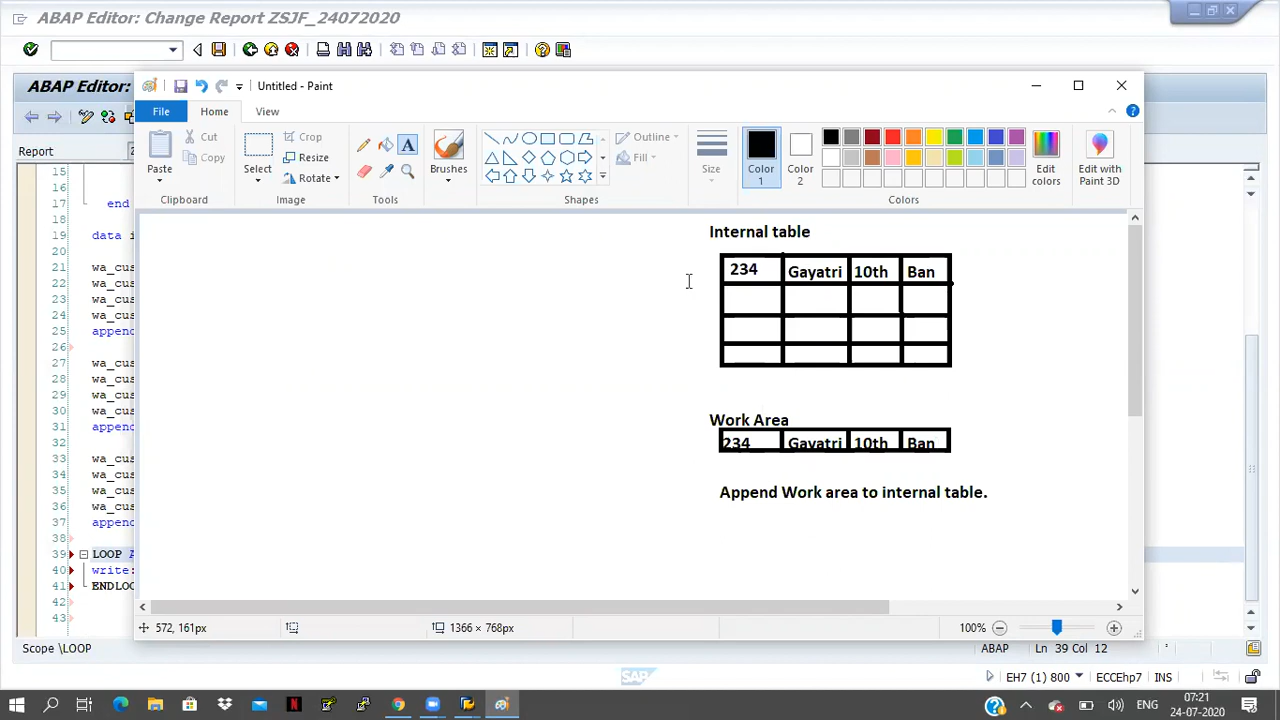 ABAP Editor: Change Report ZSJF_24072020
ABAP Editor:
Untitled - Paint
File
Home
View
Paste
Cut
Copy
Clipboard
Select
Crop
Resize
Rotate
Image
A
Tools
Brushes
Outline
Fill
Shapes
Size
Color
1
Color
2
Edit
colors
Edit with
Paint 3D
Colors
Report
15
16
17 end
18
19 data i
20
21 wa_cus
22 wa_cus
23 wa_cus
24 wa_cus
25 append
26
27 wa_cus
28 wa_cus
29 wa_cus
30 wa_cus
31 append
32
33 wa_cus
34 wa_cus
35 wa_cus
36 wa_cus
37 append
38
39 LOOP A
40 write:
41 ENDLOO
42
43
Internal table
234 Gayatri 10th Ban
Work Area
234 Gayatri 10th Ban
Append Work area to internal table.
572, 161px
1366 × 768px
100%
Scope \LOOP
ABAP
Ln 39 Col 12
SAP
EH7 (1) 800
ECCEhp7
INS
07:21
24-07-2020